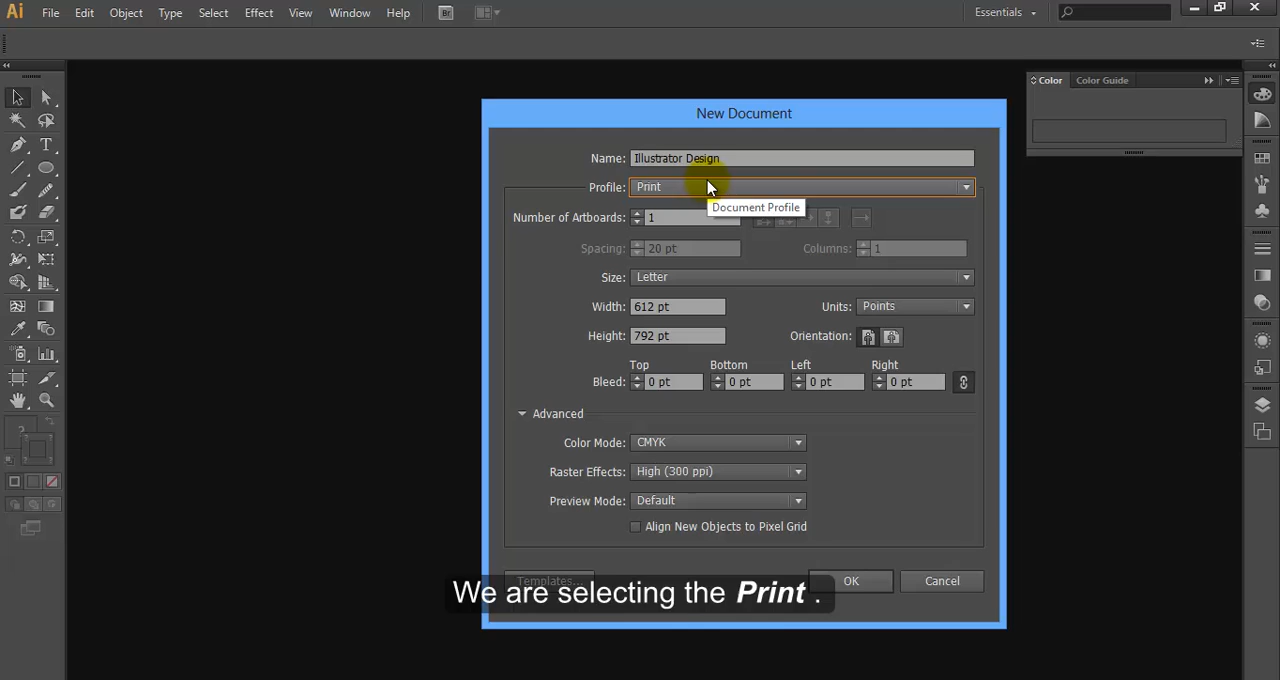 Ai File Edit Object Type Select Effect View Window Help Br Essentials
Color Color Guide
New Document
Name: Illustrator Design
Profile: Print
Document Profile
Number of Artboards: 1
Spacing: 20 pt Columns: 1
Size: Letter
Width: 612 pt Units: Points
Height: 792 pt Orientation:
Top Bottom Left Right
Bleed: 0 pt 0 pt 0 pt 0 pt
Advanced
Color Mode: CMYK
Raster Effects: High (300 ppi)
Preview Mode: Default
Align New Objects to Pixel Grid
Templates... OK Cancel
We are selecting the Print .